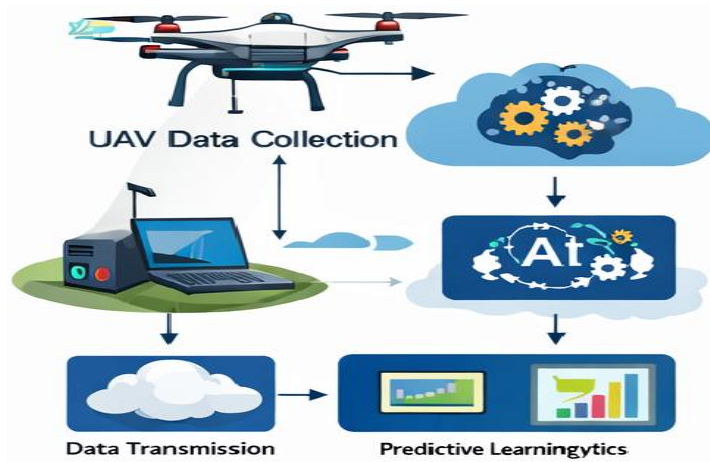 UAV Data Collection
At
Data Transmission
Predictive Learningytics